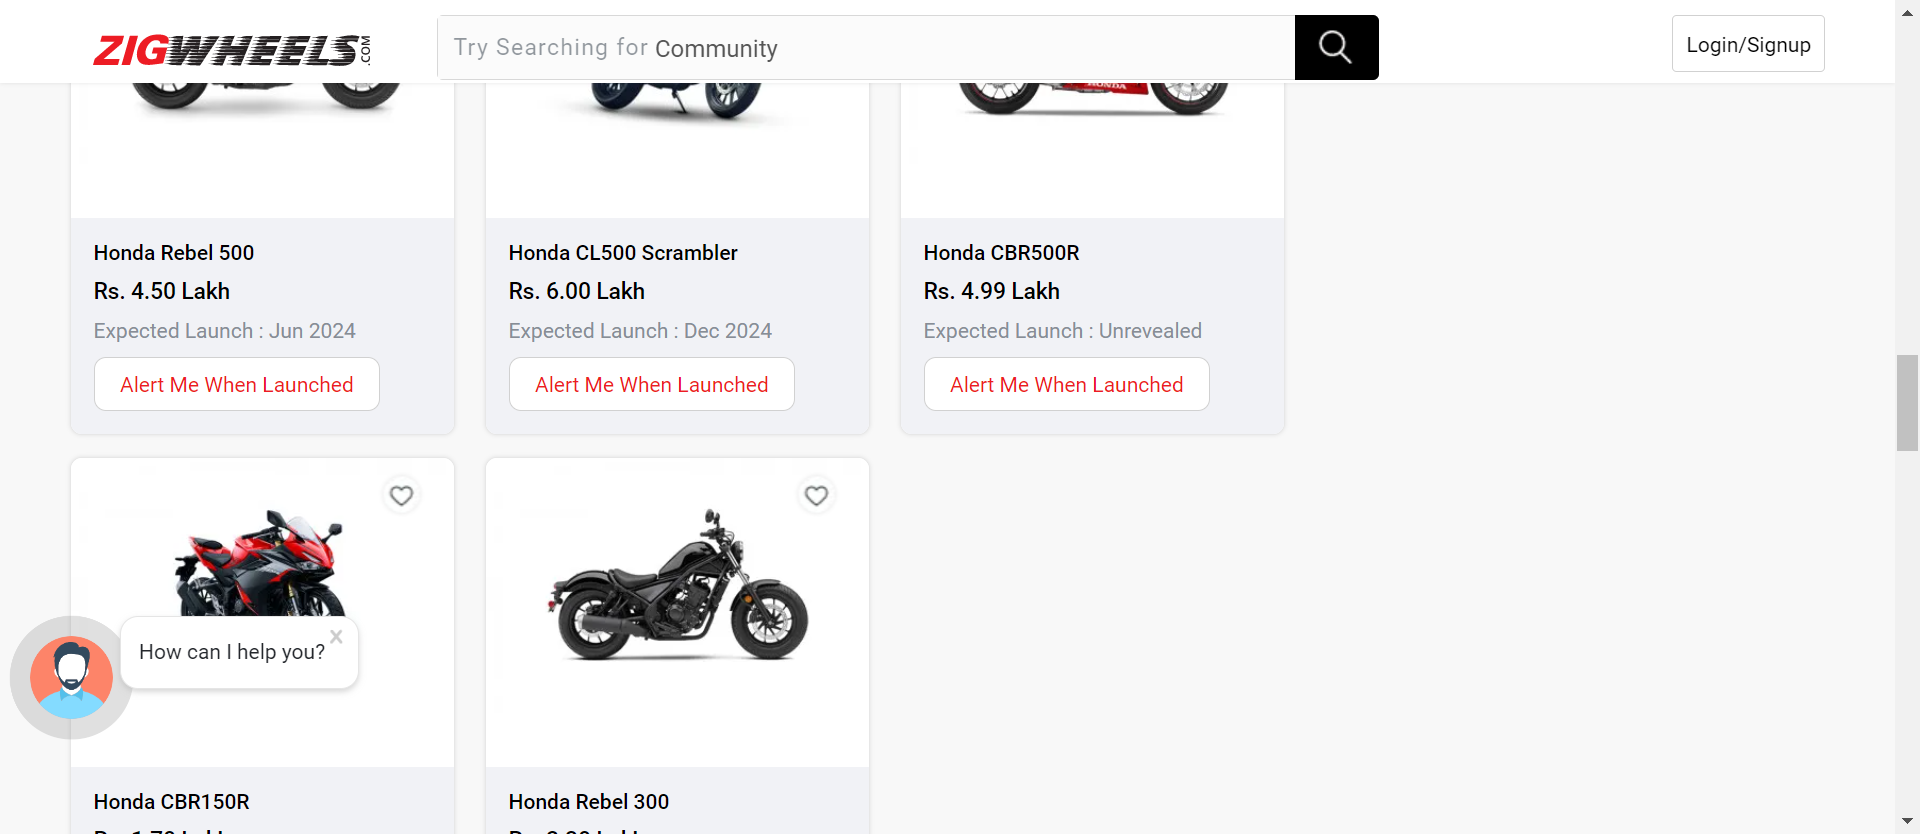 ZIGWHEELS.COM
Try Searching for Community
Login/Signup
HONDA
Honda Rebel 500
Honda CL500 Scrambler
Honda CBR500R
Rs. 4.50 Lakh
Rs. 6.00 Lakh
Rs. 4.99 Lakh
Expected Launch : Jun 2024
Expected Launch : Dec 2024
Expected Launch : Unrevealed
Alert Me When Launched
Alert Me When Launched
Alert Me When Launched
How can I help you?
X
Honda CBR150R
Honda Rebel 300